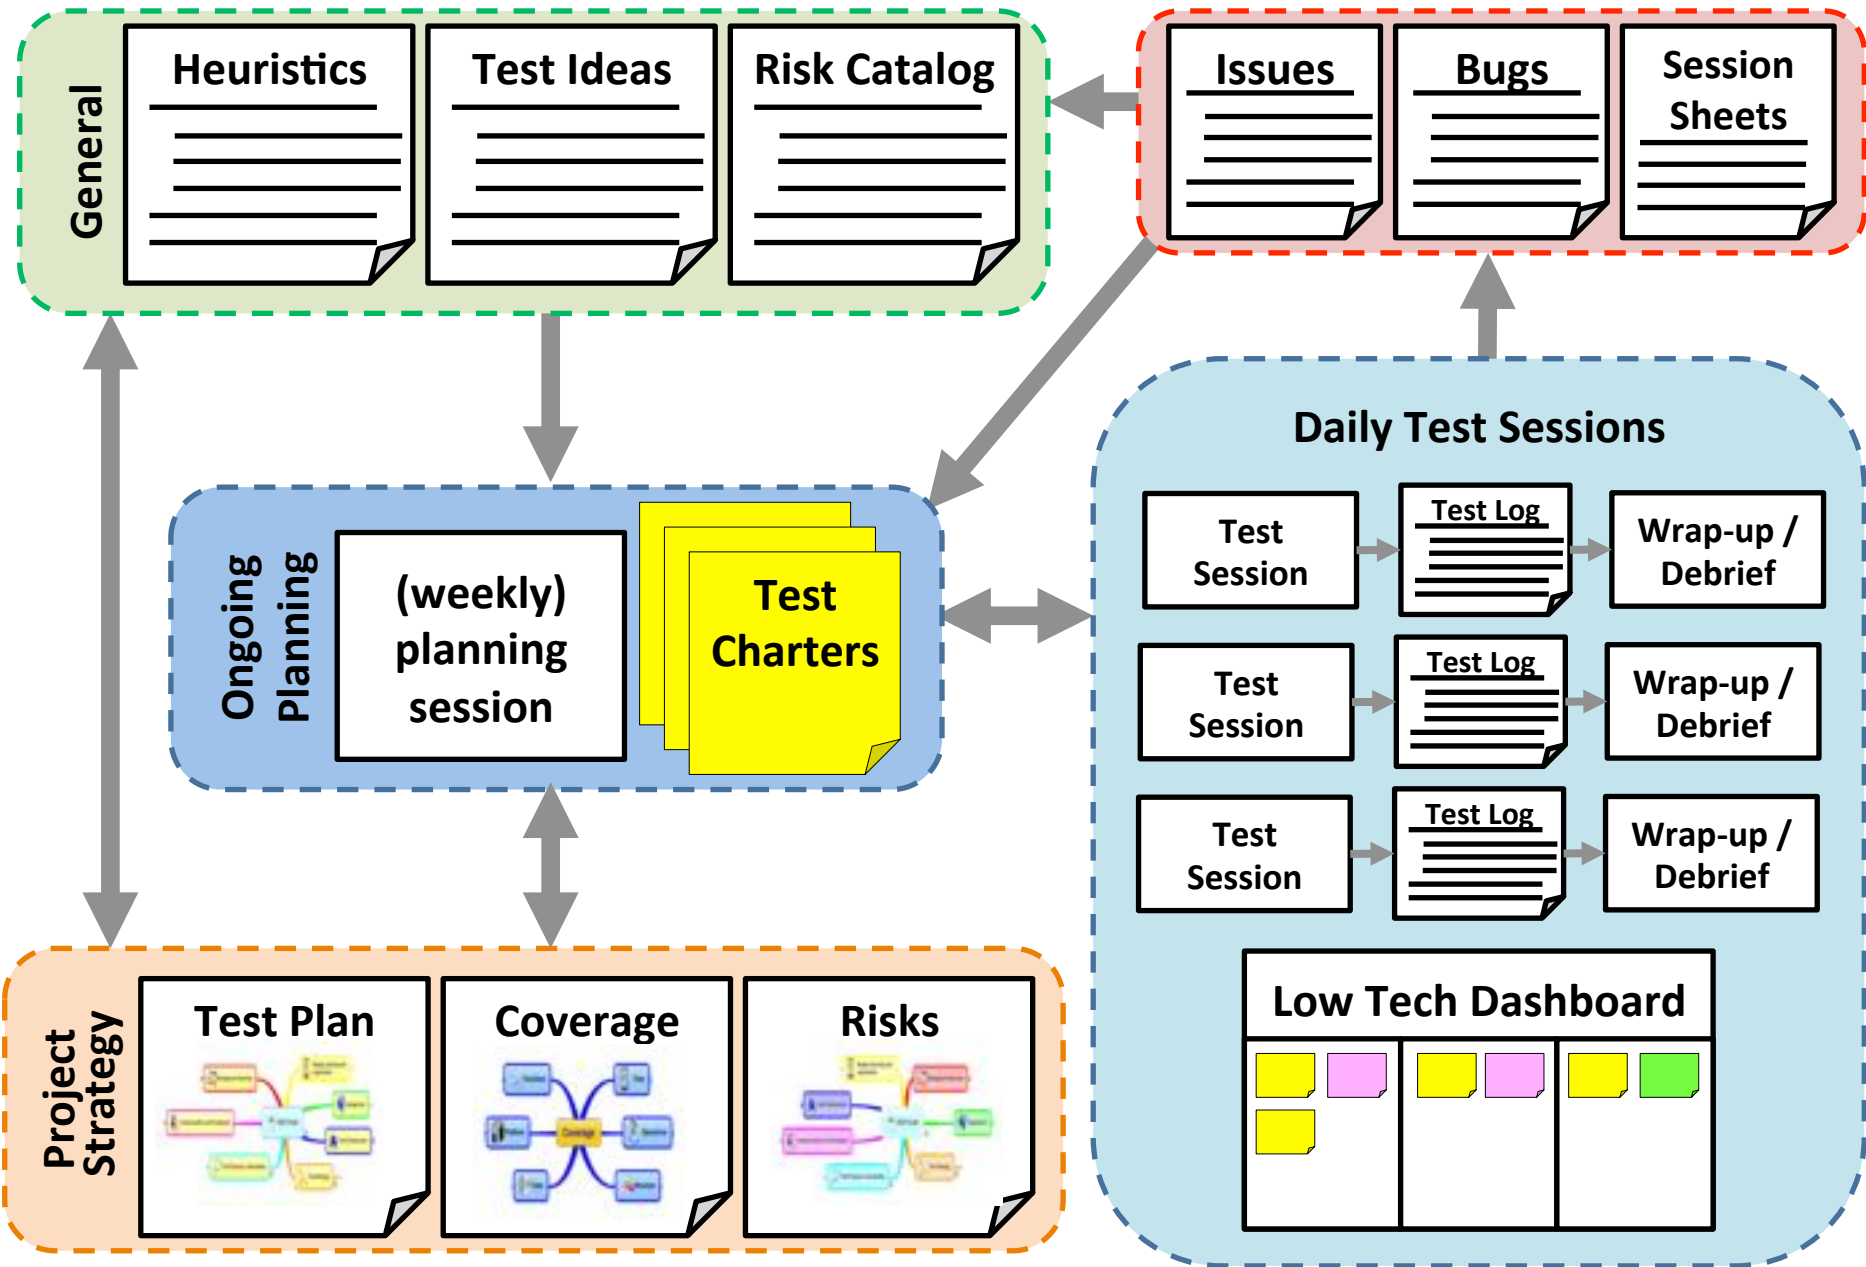 General
Heuristics
Test Ideas
Risk Catalog
Issues
Bugs
Session
Sheets
Ongoing
Planning
(weekly)
planning
session
Test
Charters
Daily Test Sessions
Test
Session
Test Log
Wrap-up /
Debrief
Test
Session
Test Log
Wrap-up /
Debrief
Test
Session
Test Log
Wrap-up /
Debrief
Low Tech Dashboard
Project
Strategy
Test Plan
Coverage
Coverage
Risks